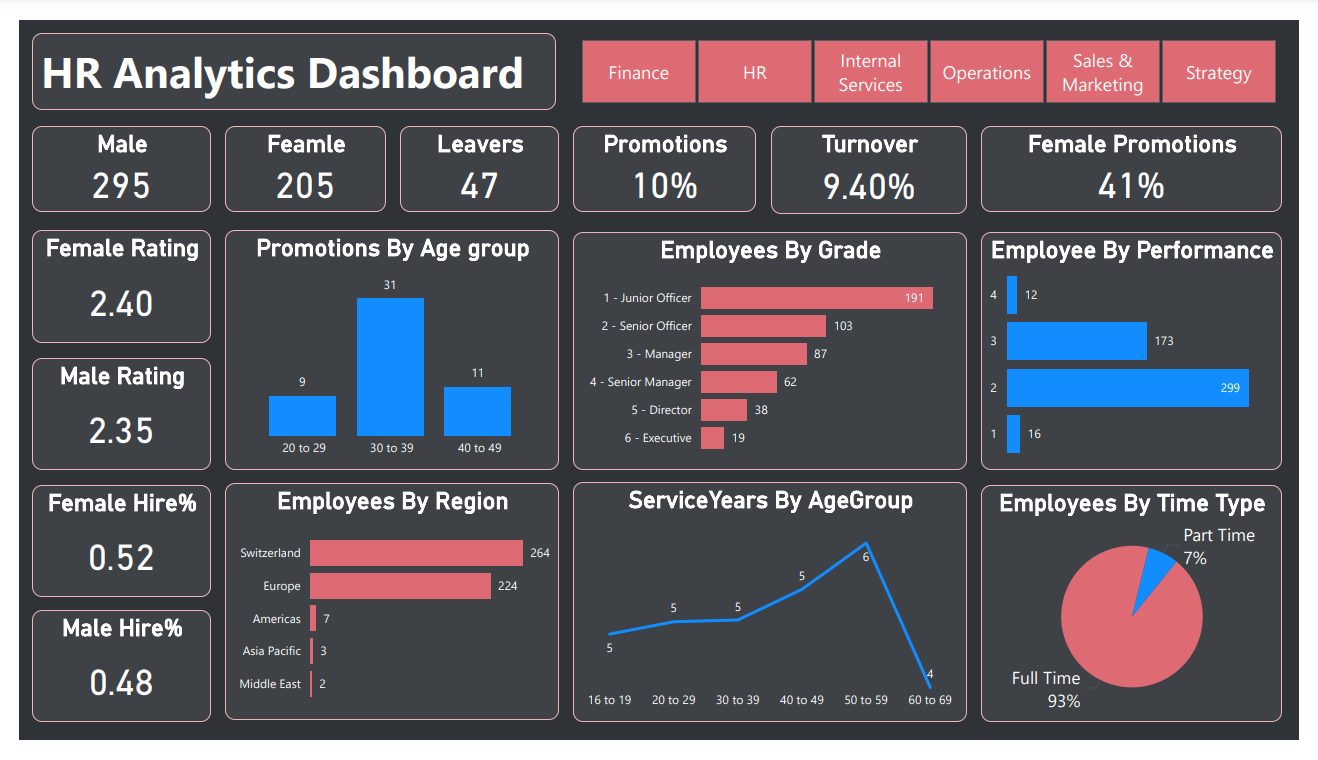 HR Analytics Dashboard
Finance
HR
Internal
Services
Operations
Sales &
Marketing
Strategy
Male
295
Feamle
205
Leavers
47
Promotions
10%
Turnover
9.40%
Female Promotions
41%
Female Rating
2.40
Male Rating
2.35
Female Hire%
0.52
Male Hire%
0.48
Promotions By Age group
9
31
11
20 to 29
30 to 39
40 to 49
Employees By Grade
1 - Junior Officer 191
2 - Senior Officer 103
3 - Manager 87
4 - Senior Manager 62
5 - Director 38
6 - Executive 19
Employee By Performance
4 12
3 173
2 299
1 16
Employees By Region
Switzerland 264
Europe 224
Americas 7
Asia Pacific 3
Middle East 2
ServiceYears By AgeGroup
5
5
5
5
6
4
16 to 19
20 to 29
30 to 39
40 to 49
50 to 59
60 to 69
Employees By Time Type
Part Time
7%
Full Time
93%